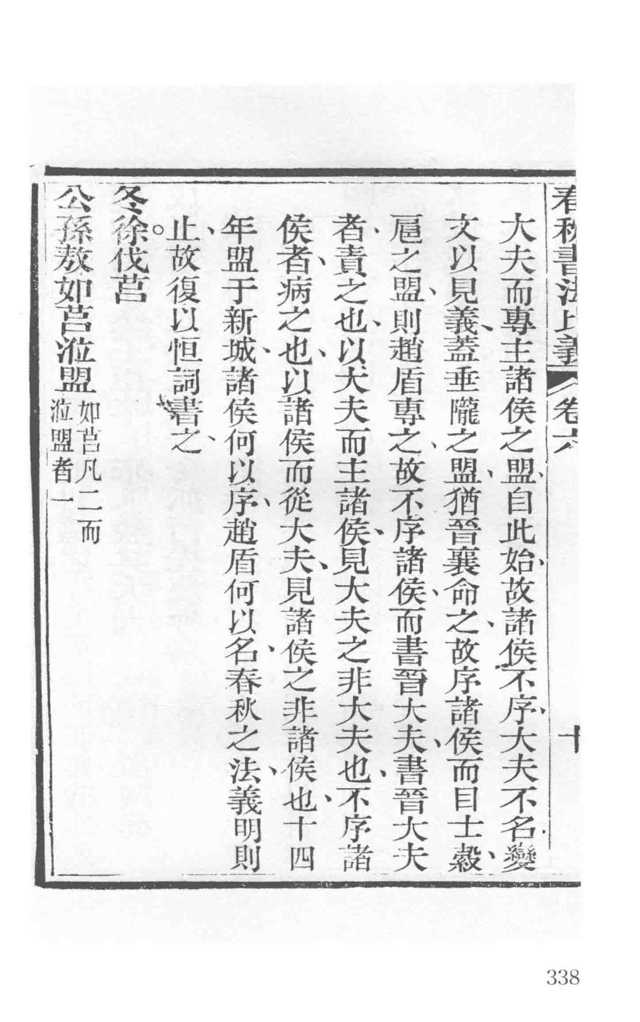 春秋書法比義 卷六 十
大夫而專主諸侯之盟自此始故諸侯不序大夫不名變
文以見義蓋垂隴之盟猶晉襄命之故序諸侯而目士縠
扈之盟則趙盾專之故不序諸侯而書晉大夫書晉大夫
者責之也以大夫而主諸侯見大夫之非大夫也不序諸
侯者病之也以諸侯而從大夫見諸侯之非諸侯也十四
年盟于新城諸侯何以序趙盾何以名春秋之法義明則
止故復以恒詞書之
冬徐伐莒
公孫敖如莒涖盟 如莒凡二而
涖盟者一
338